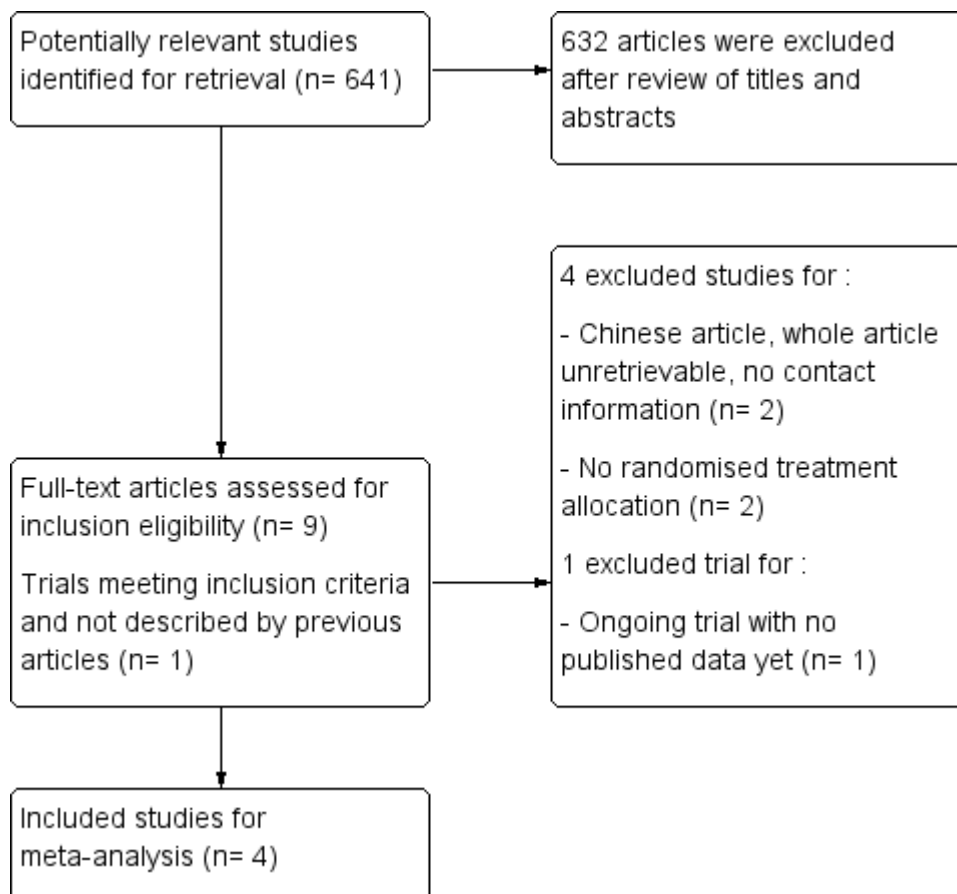 Potentially relevant studies
identified for retrieval (n= 641)
632 articles were excluded
after review of titles and
abstracts
4 excluded studies for :
- Chinese article, whole article
unretrievable, no contact
information (n= 2)
- No randomised treatment
allocation (n= 2)
1 excluded trial for :
- Ongoing trial with no
published data yet (n= 1)
Full-text articles assessed for
inclusion eligibility (n= 9)
Trials meeting inclusion criteria
and not described by previous
articles (n= 1)
Included studies for
meta-analysis (n= 4)